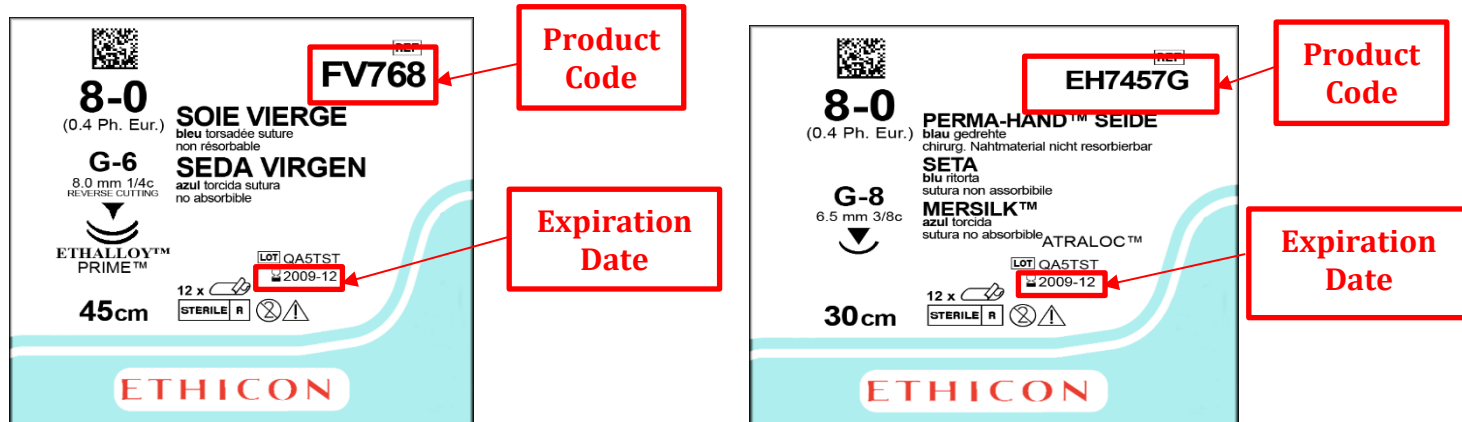 REF
FV768
8-0
(0.4 Ph. Eur.)
SOIE VIERGE
bleu torsadée suture
non résorbable
G-6
8.0 mm 1/4c
REVERSE CUTTING
SEDA VIRGEN
azul torcida sutura
no absorbible
ETHALLOY™
PRIME™
LOT QA5TST
2009-12
12 x
45cm
STERILE R
2
ETHICON
Product
Code
Expiration
Date
REF
EH7457G
8-0
(0.4 Ph. Eur.)
PERMA-HAND™ SEIDE
blau gedrehte
chirurg. Nahtmaterial nicht resorbierbar
SETA
blu ritorta
sutura non assorbibile
G-8
6.5 mm 3/8c
MERSILK™
azul torcida
sutura no absorbible
ATRALOC™
LOT QA5TST
2009-12
12 x
30cm
STERILE R
2
ETHICON
Product
Code
Expiration
Date